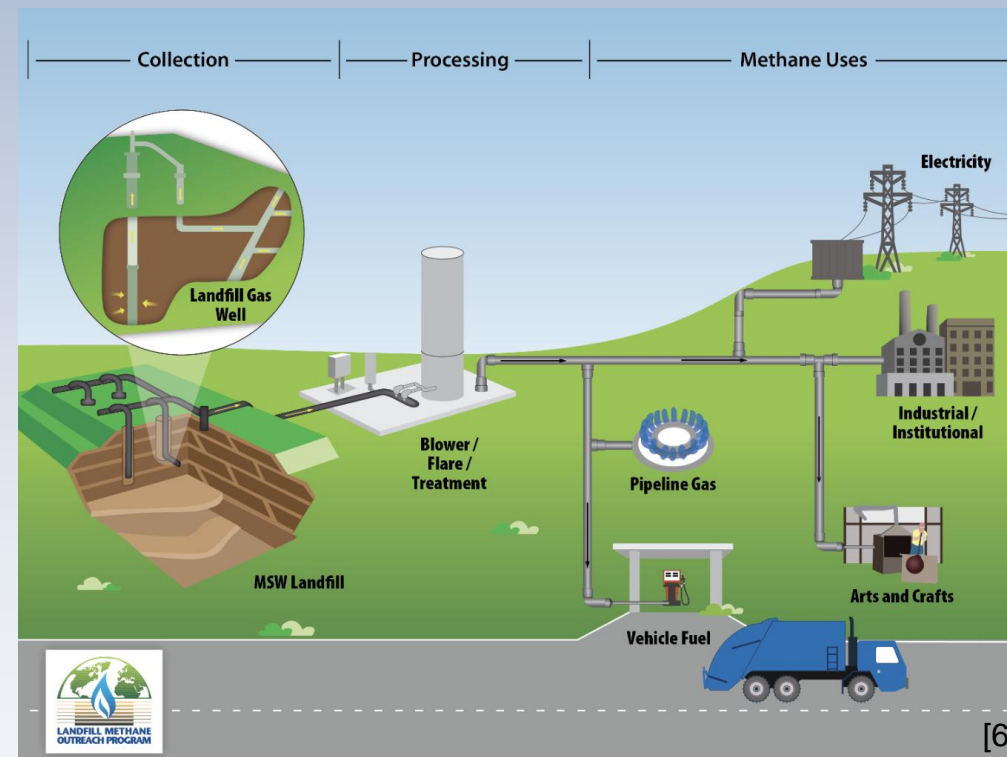 Collection
Processing
Methane Uses
Electricity
Landfill Gas
Well
Industrial /
Institutional
Blower /
Flare /
Treatment
Pipeline Gas
MSW Landfill
Arts and Crafts
Vehicle Fuel
LANDFILL METHANE
OUTREACH PROGRAM
[6